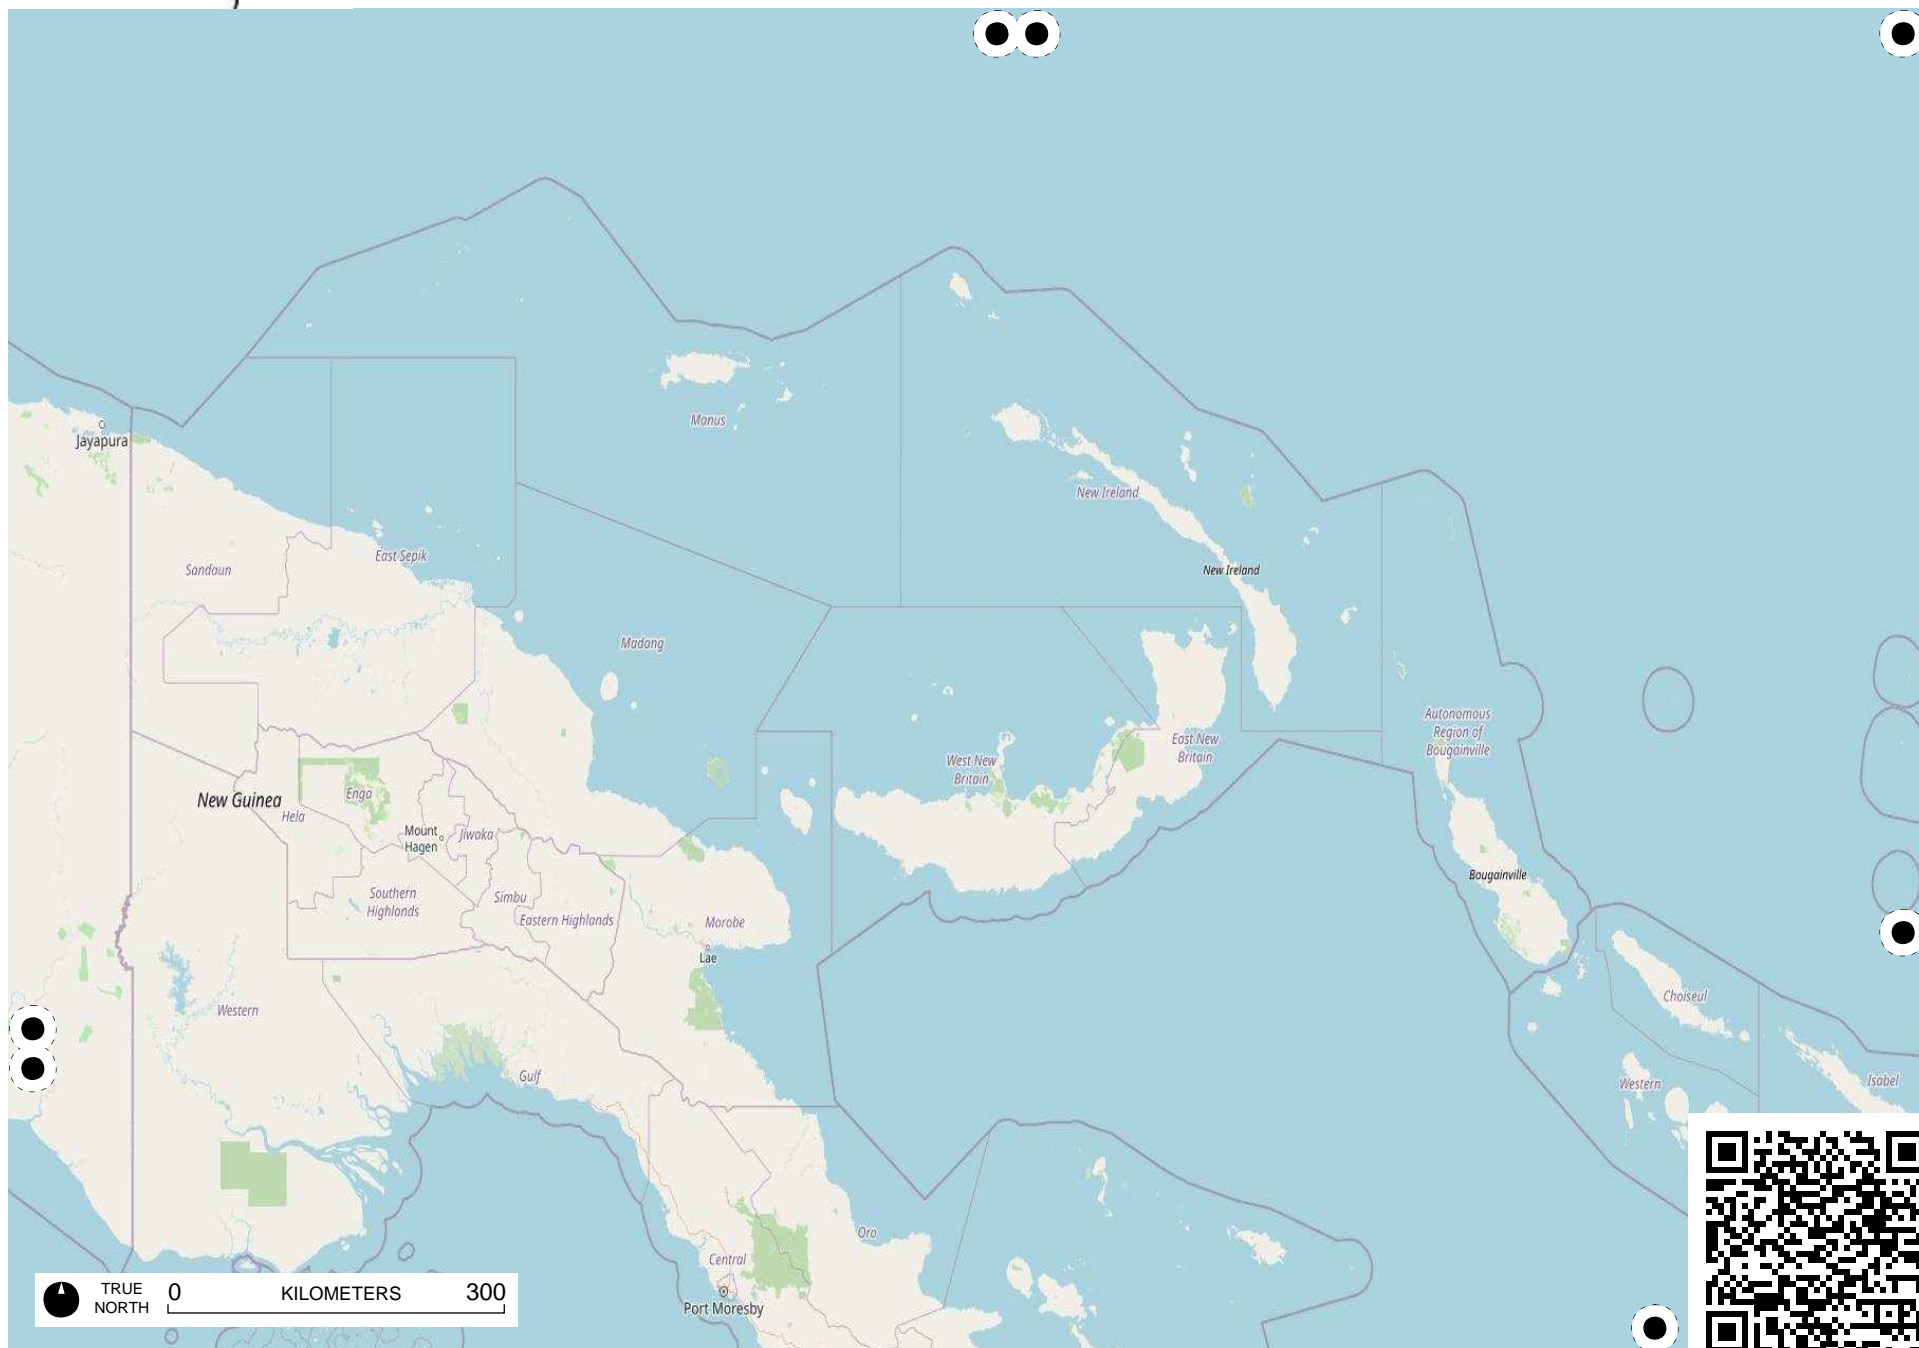 Jayapura
Manus
New Ireland
East Sepik
Sandaun
New Ireland
Madang
Autonomous
Region of
Bougainville
East New
Britain
West New
Britain
New Guinea
Enga
Hela
Mount
Hagen
Jiwaka
Bougainville
Southern
Highlands
Simbu
Eastern Highlands
Morobe
Lae
Choiseul
Western
Gulf
Western
Isabel
Oro
Central
Port Moresby
TRUE
NORTH
0 KILOMETERS 300